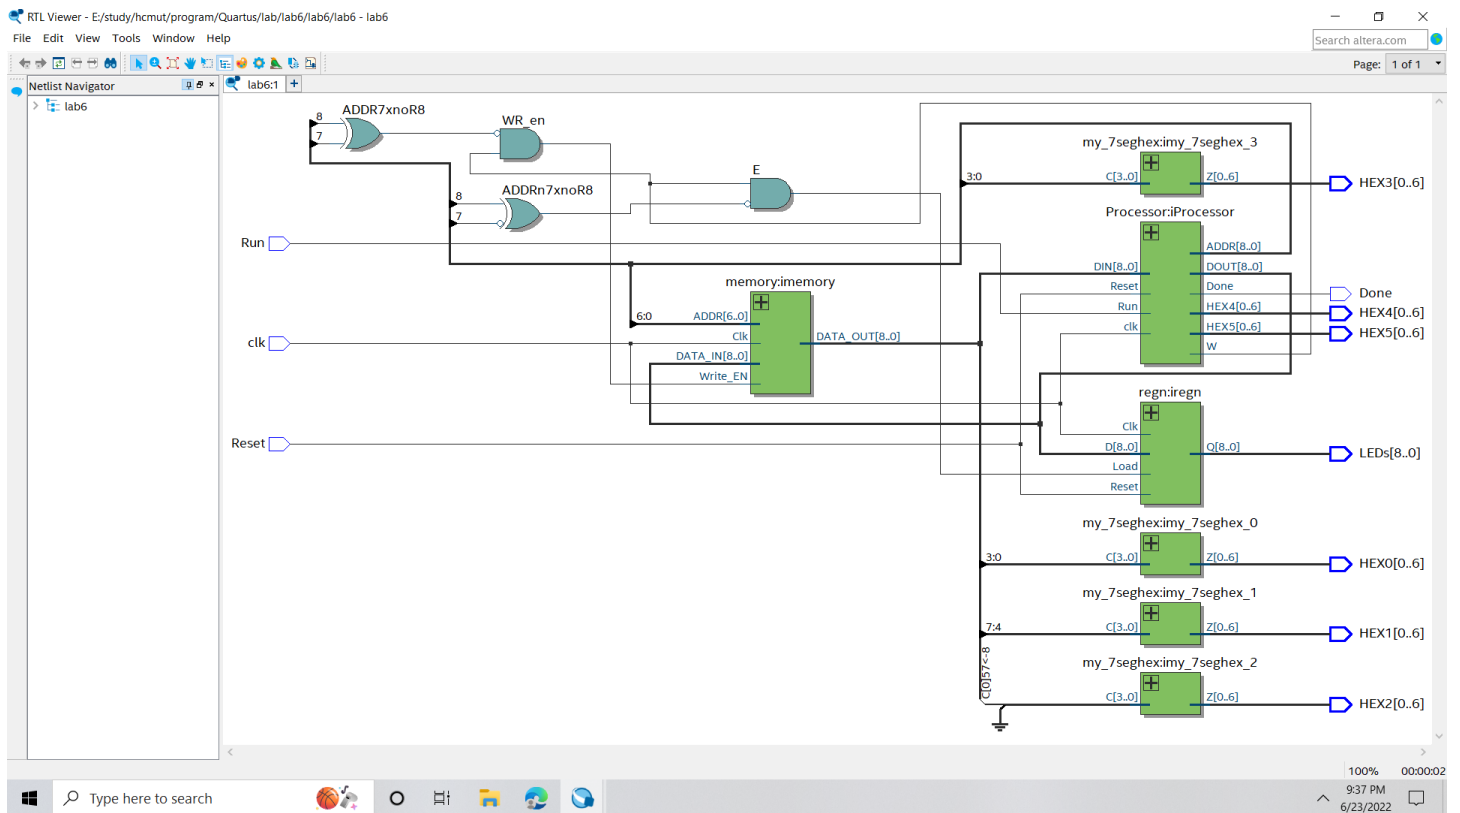 RTL Viewer - E:/study/hcmut/program/Quartus/lab/lab6/lab6/lab6 - lab6
File Edit View Tools Window Help
Search altera.com
Page: 1 of 1
Netlist Navigator
lab6:1
lab6
8
7
ADDR7xnoR8
WR_en
8
7
ADDRn7xnoR8
E
3:0
my_7seghex:imy_7seghex_3
C[3..0]
Z[0..6]
HEX3[0..6]
Processor:iProcessor
ADDR[8..0]
DIN[8..0]
DOUT[8..0]
Reset
Done
Run
HEX4[0..6]
clk
HEX5[0..6]
W
Done
HEX4[0..6]
HEX5[0..6]
Run
clk
Reset
memory:imemory
6:0
ADDR[6..0]
Clk
DATA_IN[8..0]
Write_EN
DATA_OUT[8..0]
regn:iregn
Clk
D[8..0]
Q[8..0]
Load
Reset
LEDs[8..0]
my_7seghex:imy_7seghex_0
3:0
C[3..0]
Z[0..6]
HEX0[0..6]
my_7seghex:imy_7seghex_1
7:4
C[3..0]
Z[0..6]
HEX1[0..6]
my_7seghex:imy_7seghex_2
C[0]57<-8
C[3..0]
Z[0..6]
HEX2[0..6]
100% 00:00:02
Type here to search
9:37 PM
6/23/2022